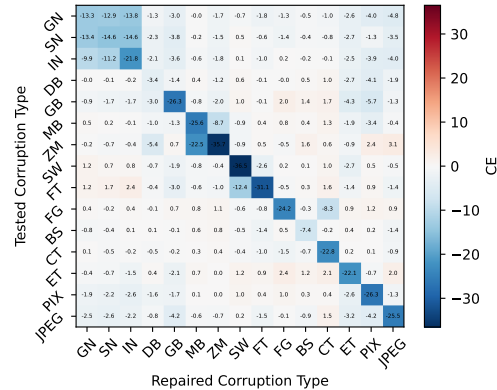 GN -13.3 -12.9 -13.8 -1.3 -3.0 -0.0 -1.7 -0.7 -1.8 -1.3 -0.5 -1.0 -2.6 -4.0 -4.8
SN -13.4 -14.6 -14.6 -2.3 -4.1 -0.2 -1.6 -0.5 -0.6 -1.4 -0.4 -0.8 -2.7 -1.3 -3.5
IN -9.9 -11.2 -21.8 -2.1 -3.6 -0.6 -1.8 0.1 -1.0 0.2 -0.2 -0.1 -2.5 -3.9 -4.0
DB -0.0 -0.1 -0.2 -3.4 -1.4 0.4 -1.2 0.6 -0.1 -0.0 0.5 -1.0 -2.7 -4.1 -1.9
GB -0.9 -1.7 -1.7 -3.0 -26.3 -0.8 -2.0 1.0 -0.1 2.0 1.4 1.7 -4.3 -5.7 -0.9
MB 0.5 0.2 -0.1 -1.0 -1.3 -25.6 -8.7 -0.9 0.4 -0.9 0.8 0.3 -1.9 -3.4 -0.4
ZM -0.2 -0.7 -0.4 -5.4 0.7 -22.5 0.9 -0.5 -0.9 -0.5 1.6 0.6 -0.9 2.4 3.1
SW 1.2 0.7 0.8 -0.7 -1.9 -0.8 -0.4 -2.6 0.2 0.1 1.0 -2.7 0.5 -0.5
FT 1.2 1.7 2.4 -0.4 -3.0 -0.6 -1.0 -12.4 -31.1 -0.5 0.3 1.6 -1.4 0.4 -1.4
FG 0.4 -0.2 0.4 -0.1 0.7 0.8 1.1 -0.6 -0.8 -24.2 -0.3 -8.3 0.9 1.2 0.9
BS -0.8 -0.4 0.1 0.1 -0.1 -0.6 0.8 -0.5 -1.4 0.5 -7.4 -0.2 0.2 0.4 -1.4
CT 0.1 -0.5 0.2 -0.5 -0.2 0.3 0.4 -0.4 -1.0 -1.5 -0.7 -22.8 -0.2 0.1 -0.9
ET -0.4 -0.7 -1.5 0.4 -2.1 0.7 0.0 1.2 0.9 2.4 1.2 2.1 -22.1 -0.7 2.0
PIX -1.9 -2.2 -2.6 -1.6 -0.2 0.1 0.0 1.0 0.4 0.3 0.0 0.2 -2.6 -26.3 -1.3
JPEG -2.5 -2.6 -2.2 -0.8 -4.2 -0.6 -0.7 0.2 -1.5 -0.1 -0.9 1.5 -3.2 -4.2 -25.5
GN SN IN DB GB MB ZM SW FT FG BS CT ET PIX JPEG
Repaired Corruption Type
Tested Corruption Type
30
20
10
0
−10
−20
−30
CE